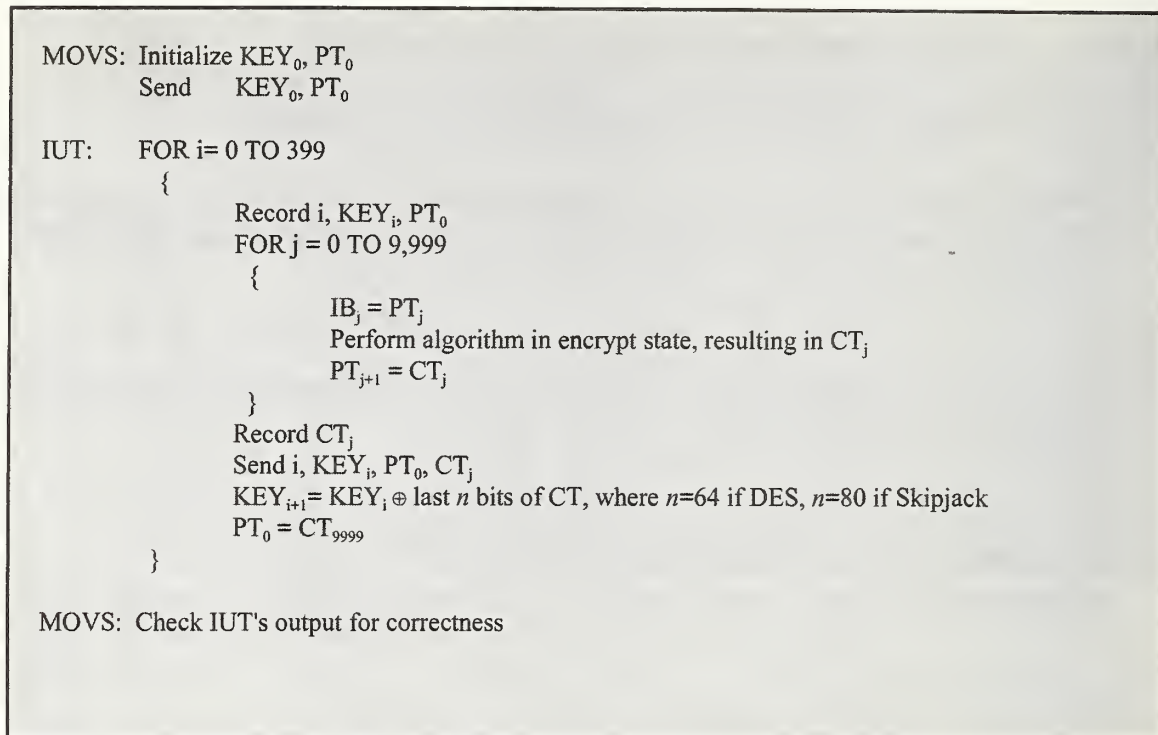 MOVS: Initialize KEY₀, PT₀
Send KEY₀, PT₀
IUT: FOR i= 0 TO 399
{
Record i, KEYᵢ, PT₀
FOR j = 0 TO 9,999
{
IBⱼ = PTⱼ
Perform algorithm in encrypt state, resulting in CTⱼ
PTⱼ₊₁ = CTⱼ
}
Record CTⱼ
Send i, KEYᵢ, PT₀, CTⱼ
KEYᵢ₊₁= KEYᵢ ⊕ last n bits of CT, where n=64 if DES, n=80 if Skipjack
PT₀ = CT₉₉₉₉
}
MOVS: Check IUT's output for correctness